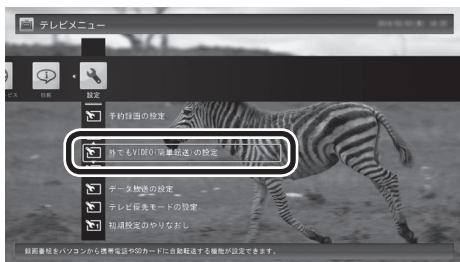 テレビメニュー
設定
予約録画の設定
外でもVIDEO(簡単転送)の設定
データ放送の設定
テレビ優先モードの設定
初期設定のやりなおし
録画番組をパソコンから携帯電話やSDカードに自動転送する機能が設定できます。